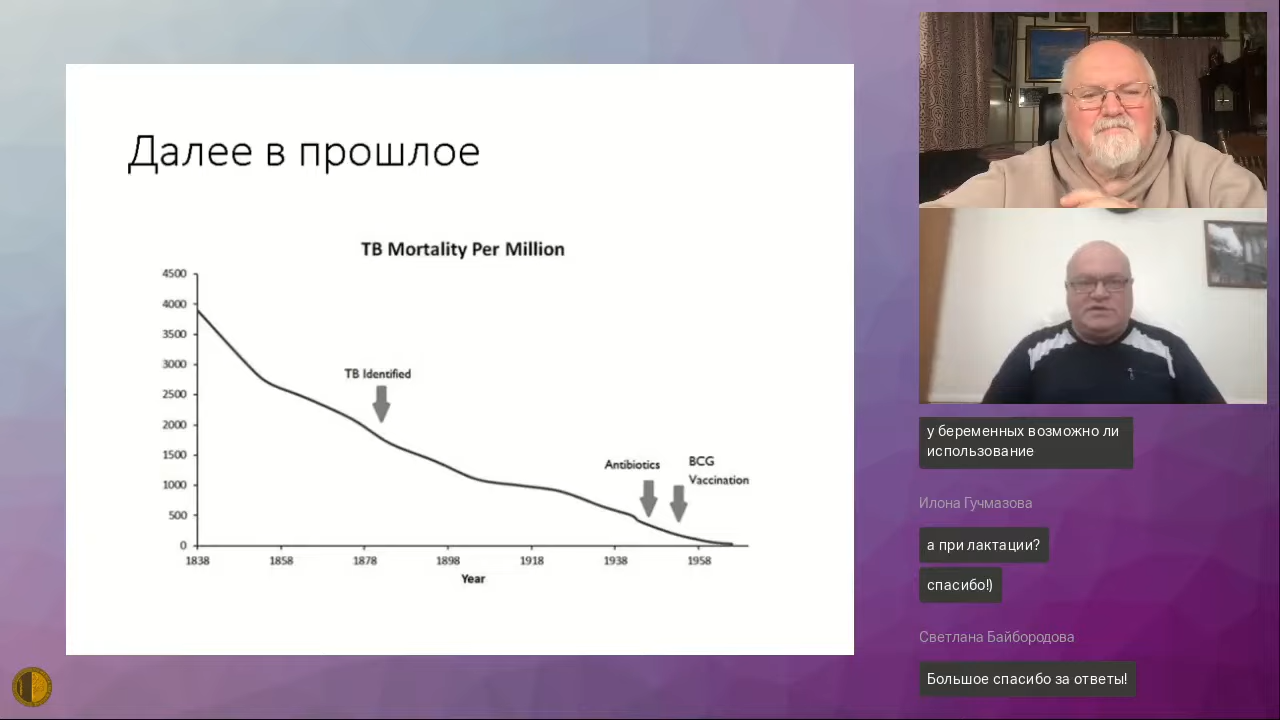 Далее в прошлое
TB Mortality Per Million
4500
4000
3500
3000
2500
2000
1500
1000
500
0
TB Identified
Antibiotics
BCG
Vaccination
1838
1858
1878
1898
1918
1938
1958
Year
у беременных возможно ли
использование
Илона Гучмазова
а при лактации?
спасибо!)
Светлана Байбородова
Большое спасибо за ответы!